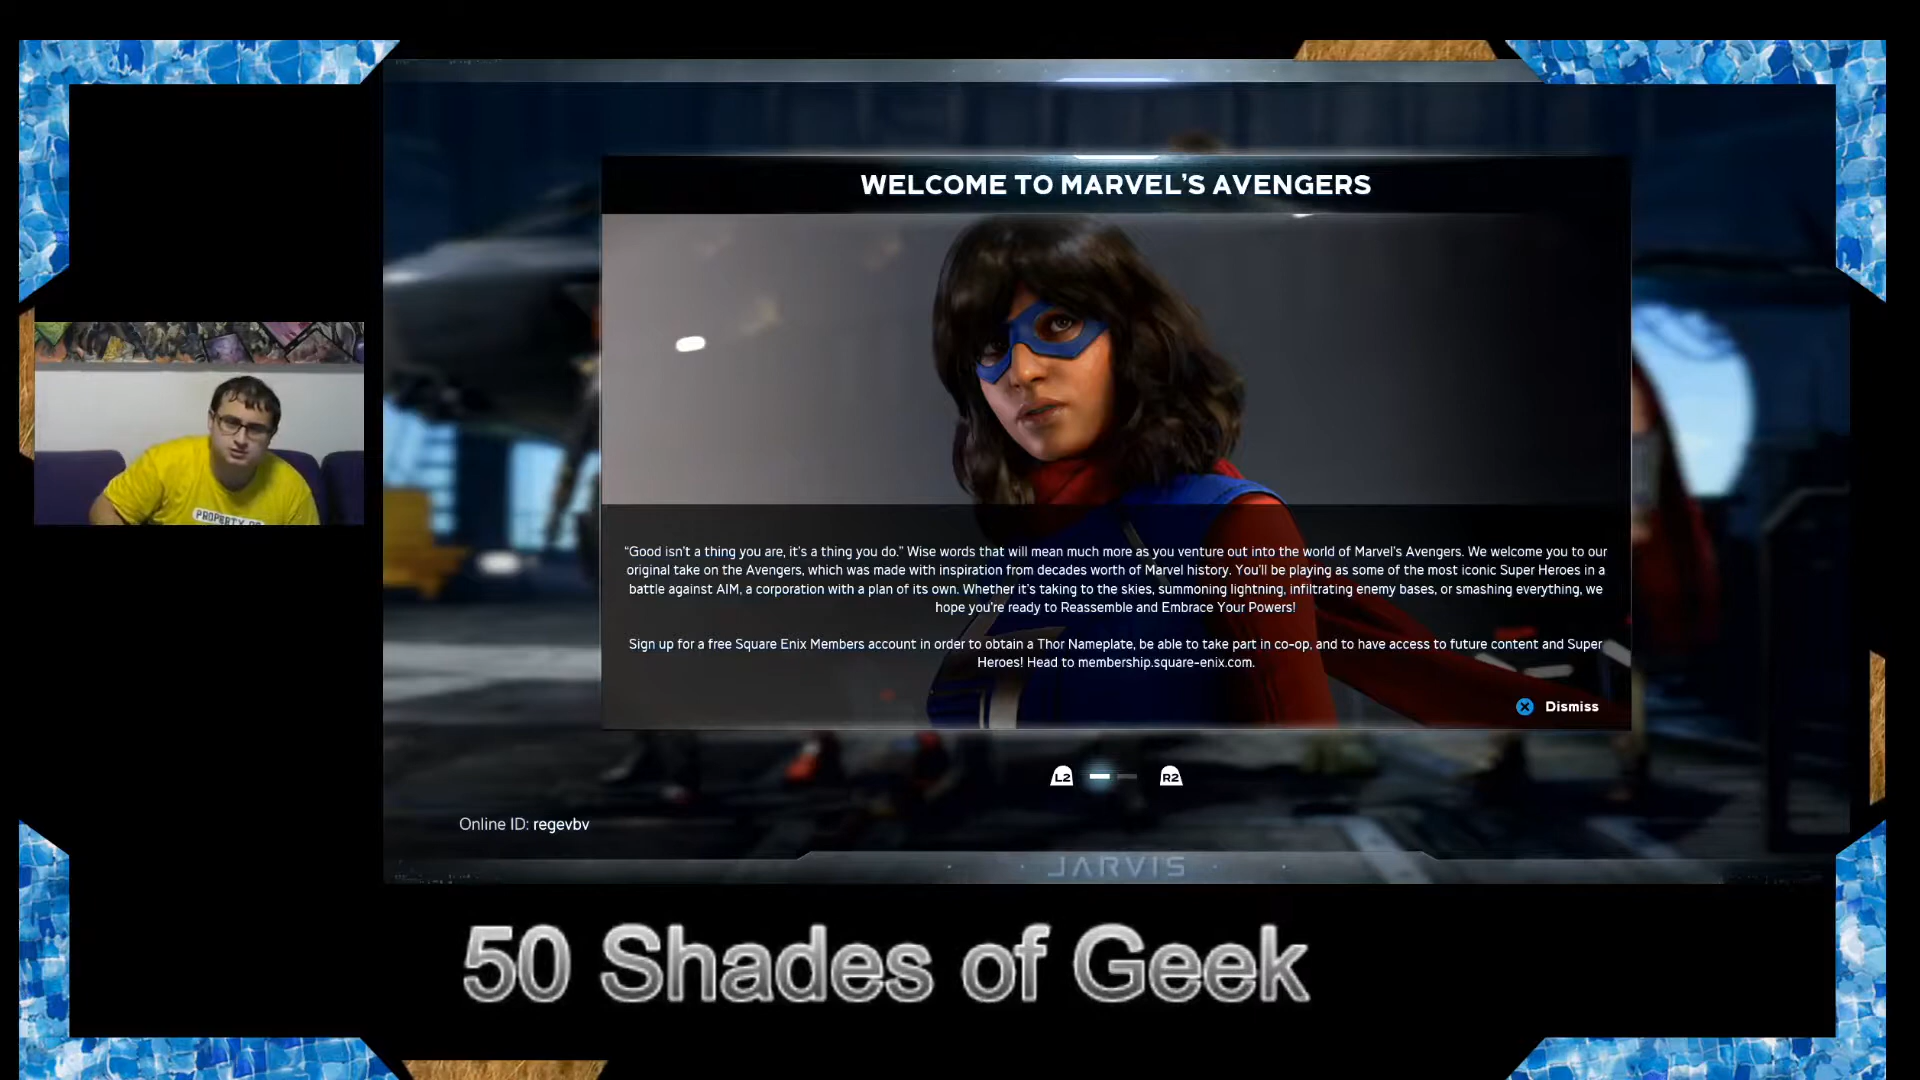 WELCOME TO MARVEL'S AVENGERS
PROPERTY OF
“Good isn't a thing you are, it's a thing you do.” Wise words that will mean much more as you venture out into the world of Marvel's Avengers. We welcome you to our
original take on the Avengers, which was made with inspiration from decades worth of Marvel history. You'll be playing as some of the most iconic Super Heroes in a
battle against AIM, a corporation with a plan of its own. Whether it's taking to the skies, summoning lightning, infiltrating enemy bases, or smashing everything, we
hope you're ready to Reassemble and Embrace Your Powers!
Sign up for a free Square Enix Members account in order to obtain a Thor Nameplate, be able to take part in co-op, and to have access to future content and Super
Heroes! Head to membership.square-enix.com.
Dismiss
L2 R2
Online ID: regevbv
JARVIS
50 Shades of Geek